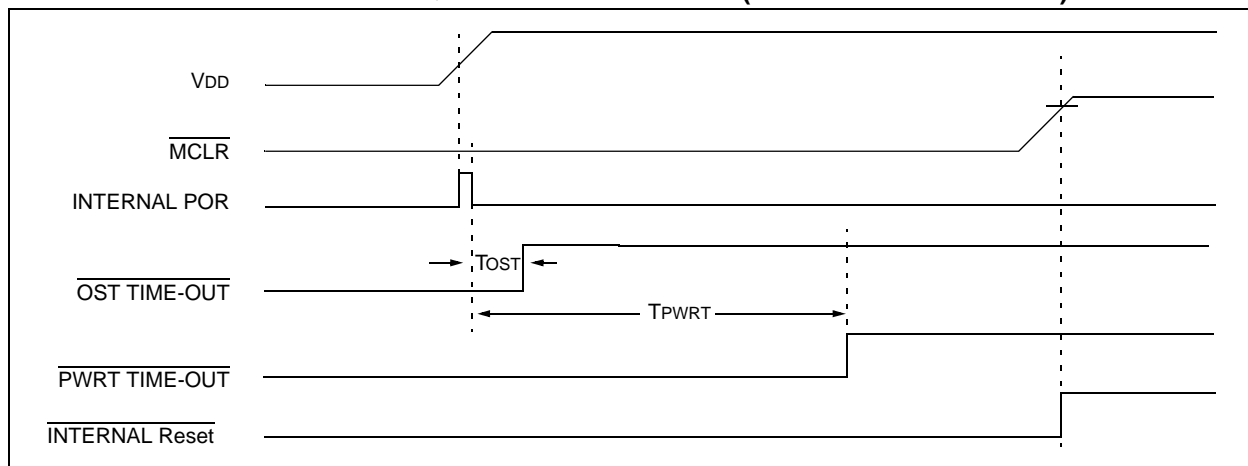 VDD
MCLR
INTERNAL POR
TOST
OST TIME-OUT
TPWRT
PWRT TIME-OUT
INTERNAL Reset